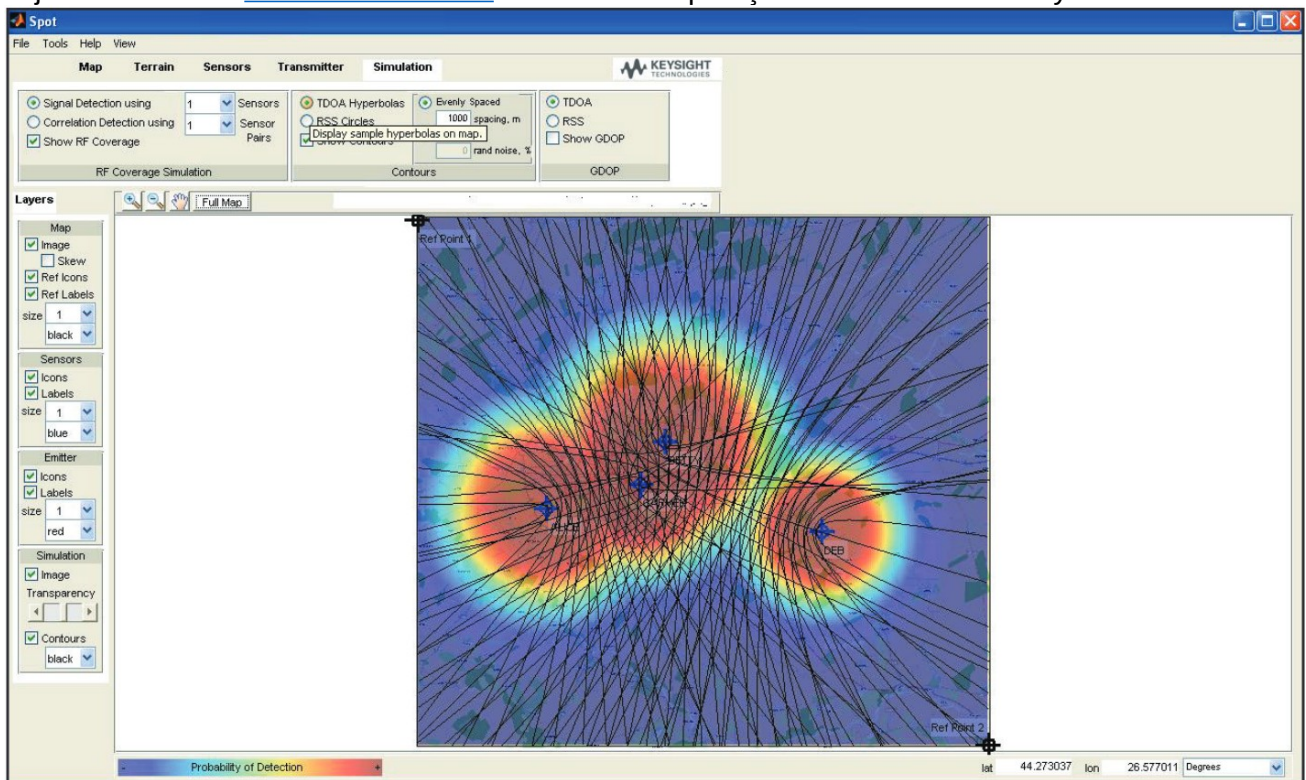 Spot
File Tools Help View
Map Terrain Sensors Transmitter Simulation
KEYSIGHT
TECHNOLOGIES
Signal Detection using 1 Sensors
Correlation Detection using 1 Sensor
Pairs
Show RF Coverage
RF Coverage Simulation
TDOA Hyperbolas
RSS Circles
Display sample hyperbolas on map.
Show Contours
Evenly Spaced
1000 spacing, m
0 rand noise, %
Contours
TDOA
RSS
Show GDOP
GDOP
Layers
Full Map
Map
Image
Skew
Ref Icons
Ref Labels
size 1
black
Sensors
Icons
Labels
size 1
blue
Emitter
Icons
Labels
size 1
red
Simulation
Image
Transparency
Contours
black
Ref Point 1
DEB
Ref Point 2
- Probability of Detection +
lat 44.273037 lon 26.577011 Degrees